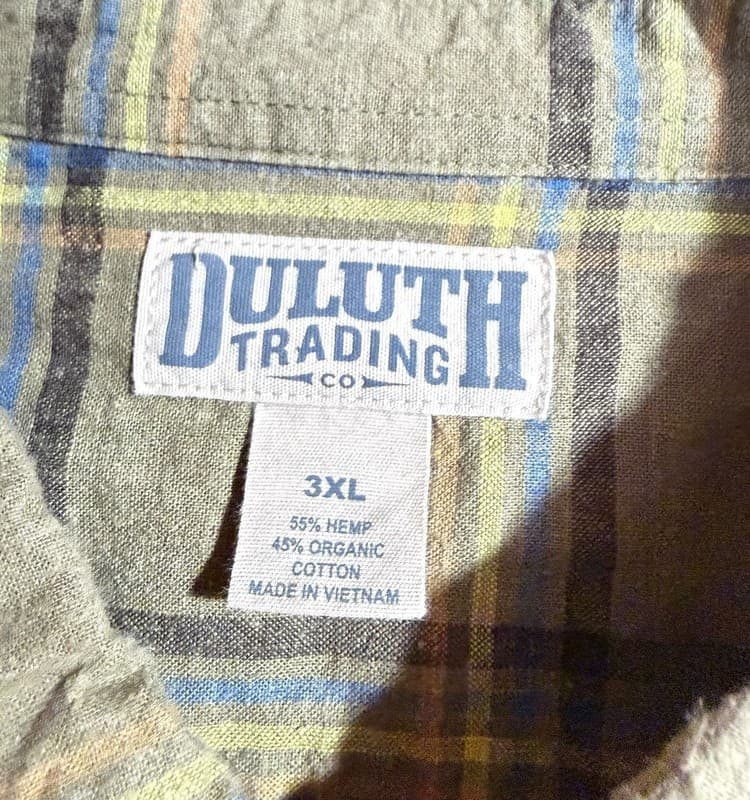 DULUTH
TRADING
CO
3XL
55% HEMP
45% ORGANIC
COTTON
MADE IN VIETNAM